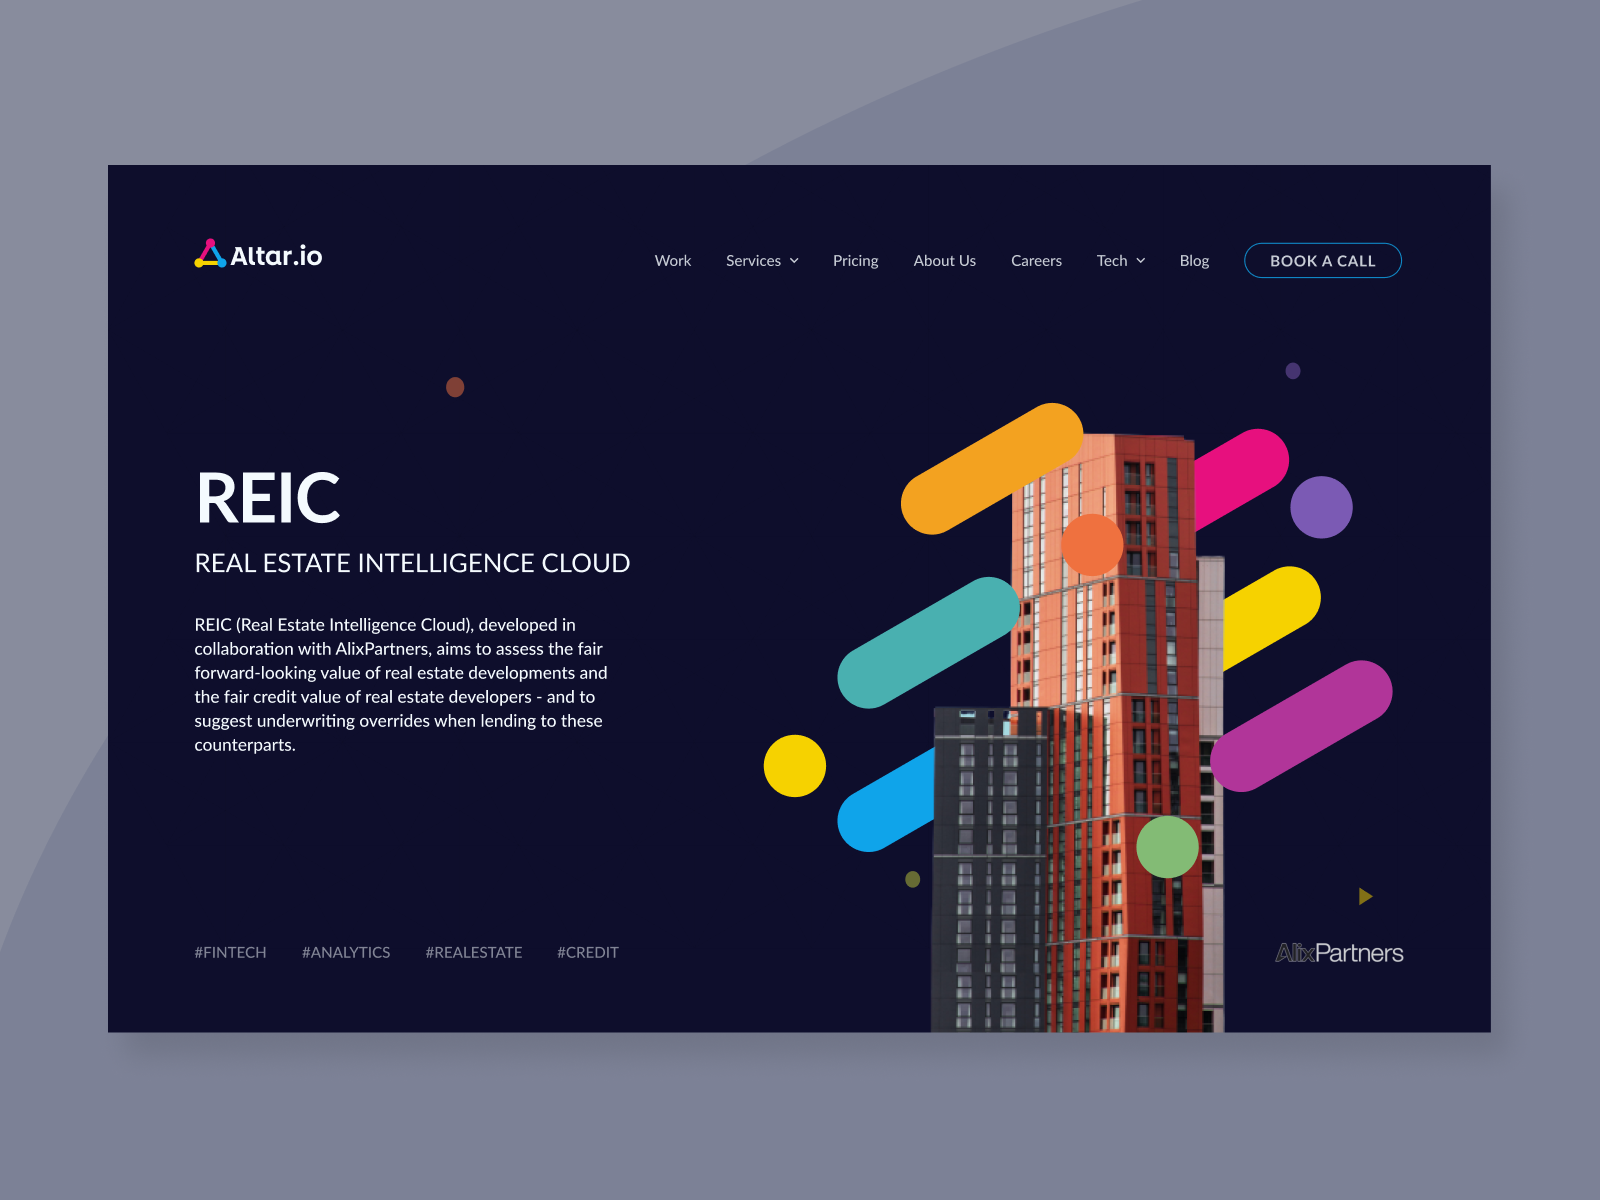 Altar.io
Work Services Pricing About Us Careers Tech Blog BOOK A CALL
REIC
REAL ESTATE INTELLIGENCE CLOUD
REIC (Real Estate Intelligence Cloud), developed in
collaboration with AlixPartners, aims to assess the fair
forward-looking value of real estate developments and
the fair credit value of real estate developers - and to
suggest underwriting overrides when lending to these
counterparts.
#FINTECH #ANALYTICS #REALESTATE #CREDIT
AlixPartners